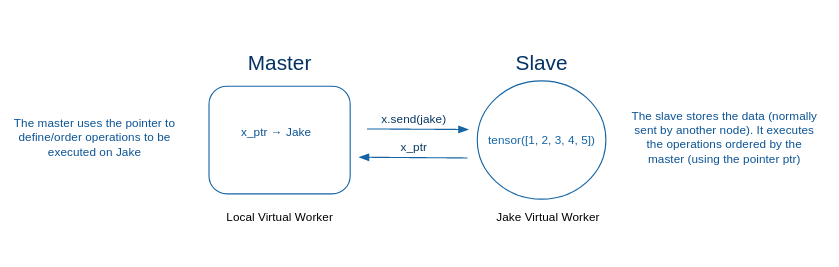 Master
Slave
The master uses the pointer to
define/order operations to be
executed on Jake
x_ptr → Jake
x.send(jake)
x_ptr
tensor([1, 2, 3, 4, 5])
The slave stores the data (normally
sent by another node). It executes
the operations ordered by the
master (using the pointer ptr)
Local Virtual Worker
Jake Virtual Worker